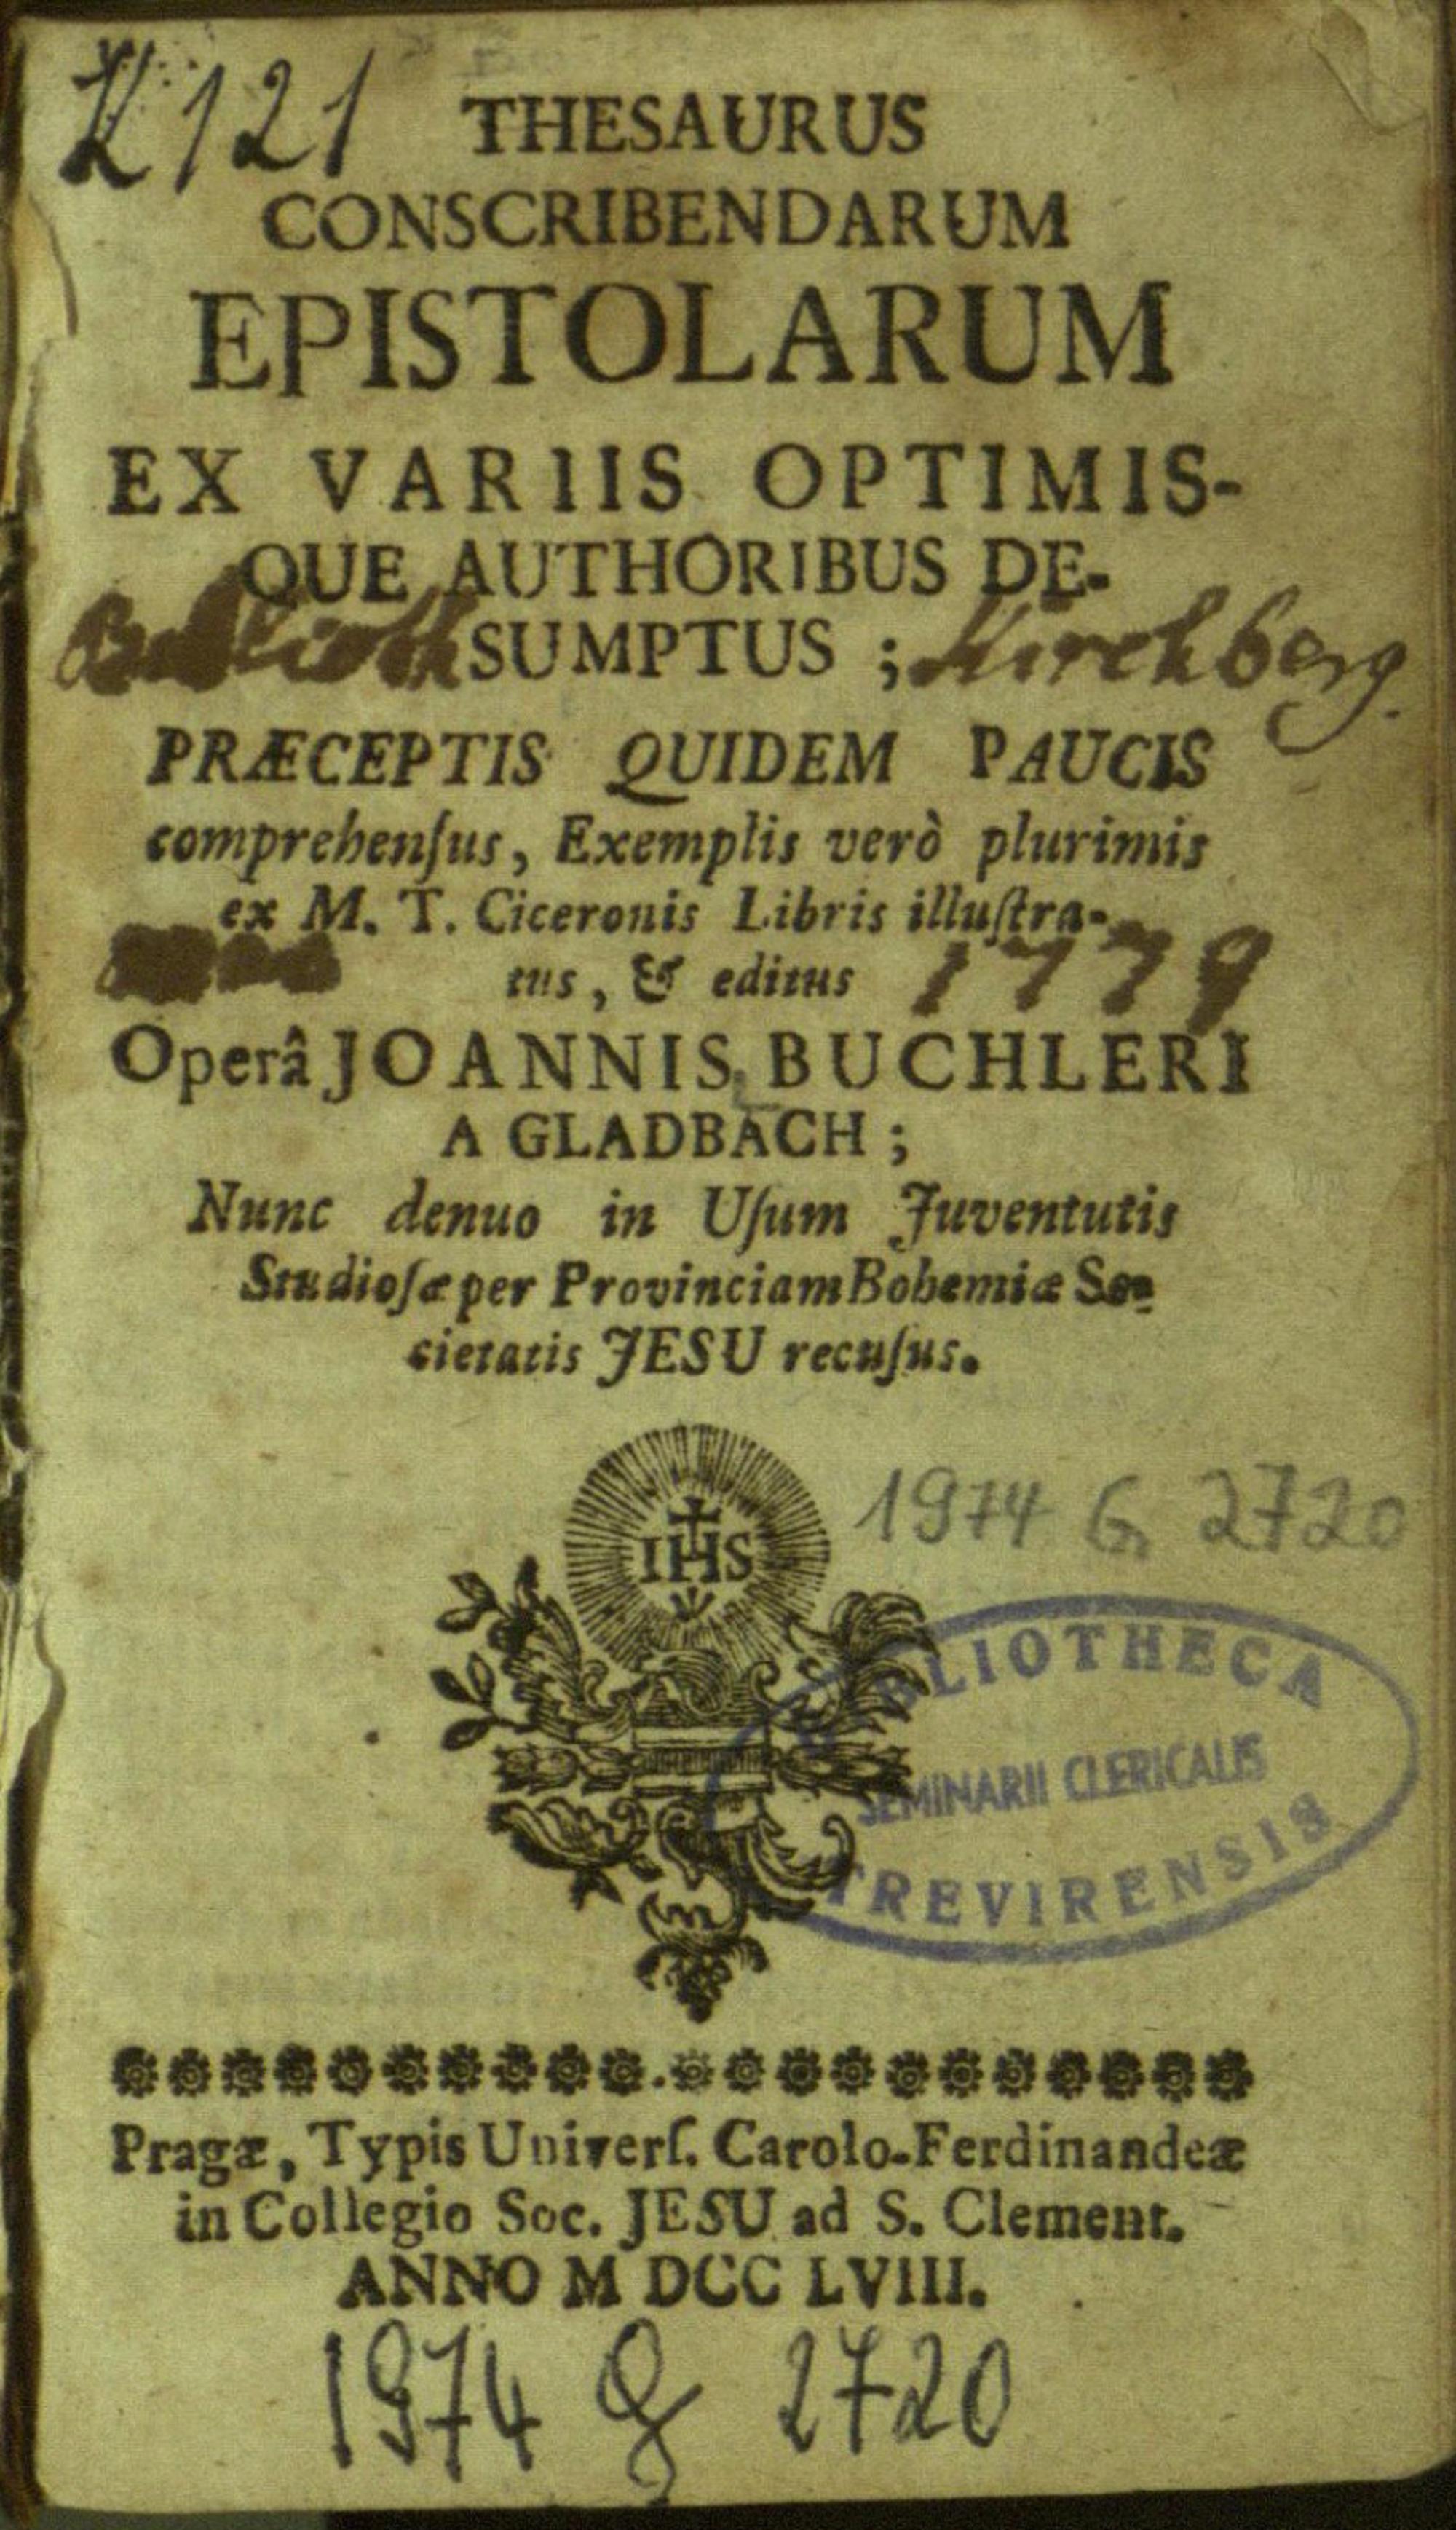 K 121
THESAURUS
CONSCRIBENDARUM
EPISTOLARUM
EX VARIIS OPTIMIS-
QUE AUTHORIBUS DE-
SUMPTUS ; Kirchberg.
PRÆCEPTIS QUIDEM PAUCIS
comprehenſus, Exemplis verò plurimis
ex M. T. Ciceronis Libris illuſtra-
tus, & editus 1779
Operâ JOANNIS BUCHLERI
A GLADBACH ;
Nunc denuo in Uſum Juventutis
Studioſæ per Provinciam Bohemiæ So-
cietatis JESU recuſus.
IHS
1974 G 2720
BIBLIOTHECA
SEMINARII CLERICALIS
TREVIRENSIS
Pragæ, Typis Univerſ. Carolo-Ferdinandeæ
in Collegio Soc. JESU ad S. Clement.
ANNO M DCC LVIII.
1974 G 2720